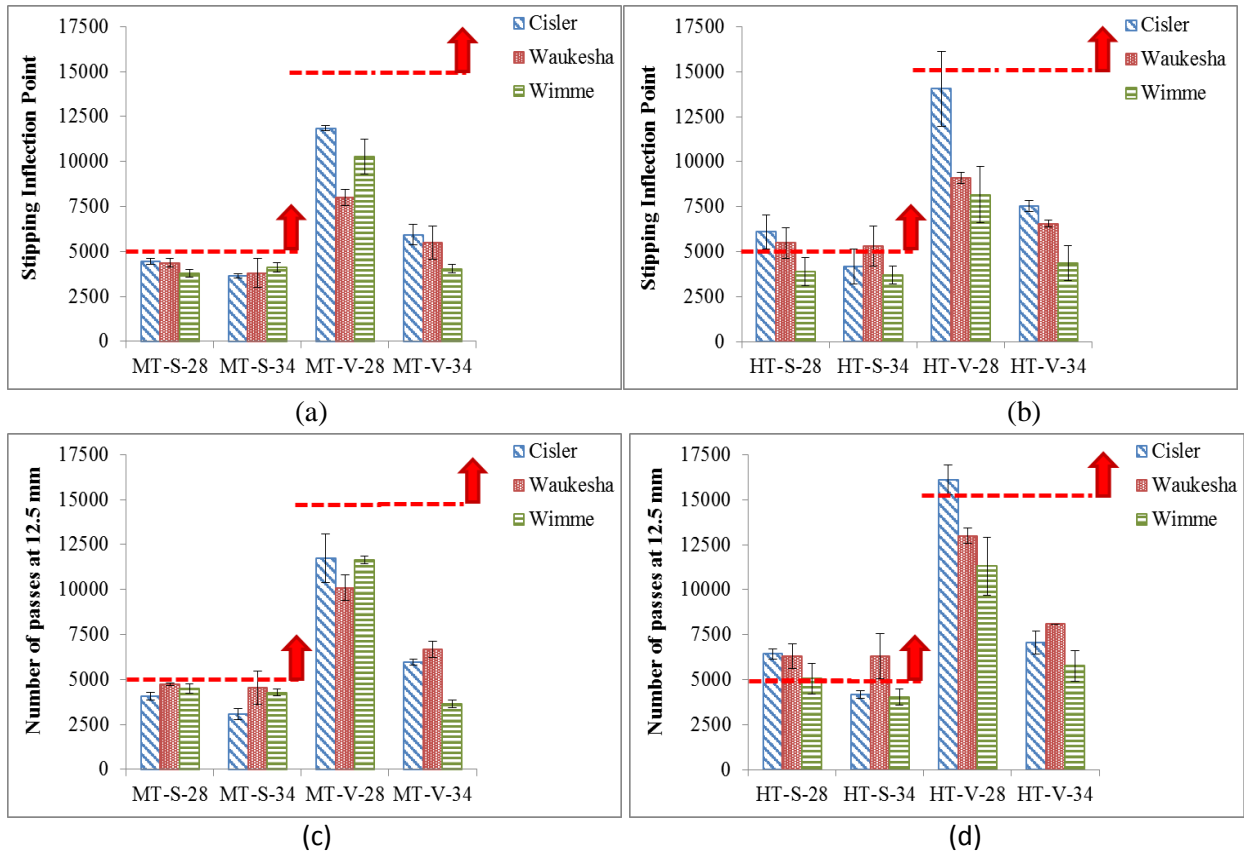 17500
15000
12500
10000
7500
5000
2500
0
Stipping Inflection Point
MT-S-28 MT-S-34 MT-V-28 MT-V-34
Cisler
Waukesha
Wimme
(a)
17500
15000
12500
10000
7500
5000
2500
0
Stipping Inflection Point
HT-S-28 HT-S-34 HT-V-28 HT-V-34
Cisler
Waukesha
Wimme
(b)
17500
15000
12500
10000
7500
5000
2500
0
Number of passes at 12.5 mm
MT-S-28 MT-S-34 MT-V-28 MT-V-34
Cisler
Waukesha
Wimme
(c)
17500
15000
12500
10000
7500
5000
2500
0
Number of passes at 12.5 mm
HT-S-28 HT-S-34 HT-V-28 HT-V-34
Cisler
Waukesha
Wimme
(d)